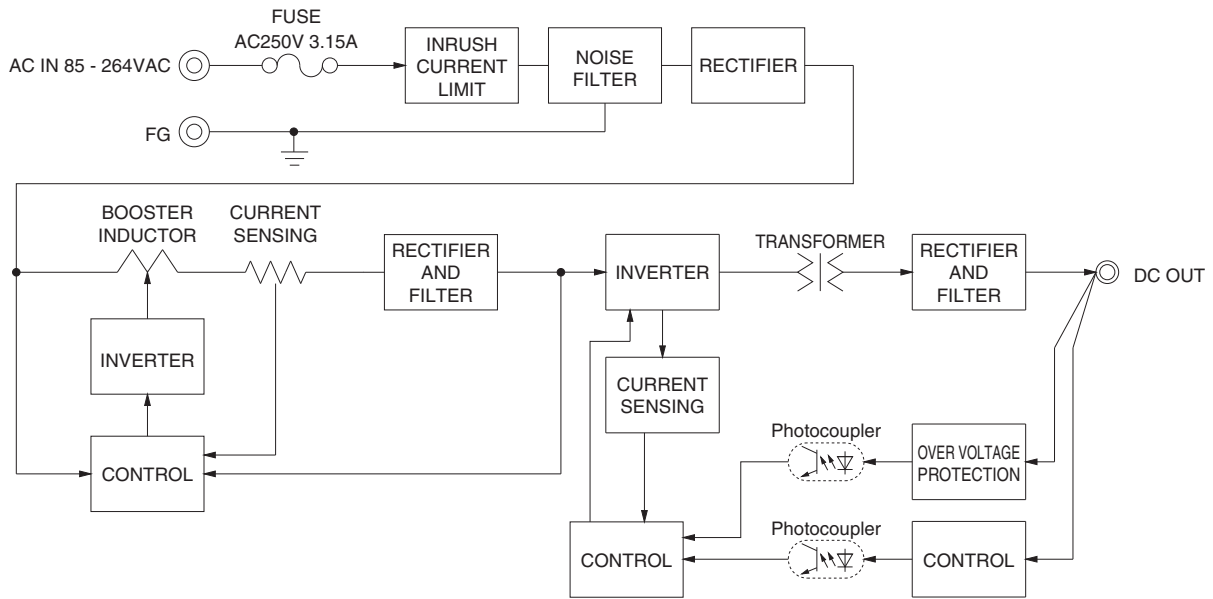 FUSE
AC250V 3.15A
AC IN 85 - 264VAC
INRUSH
CURRENT
LIMIT
NOISE
FILTER
RECTIFIER
FG
BOOSTER
INDUCTOR
CURRENT
SENSING
RECTIFIER
AND
FILTER
INVERTER
TRANSFORMER
RECTIFIER
AND
FILTER
DC OUT
INVERTER
CURRENT
SENSING
CONTROL
Photocoupler
OVER VOLTAGE
PROTECTION
Photocoupler
CONTROL
CONTROL